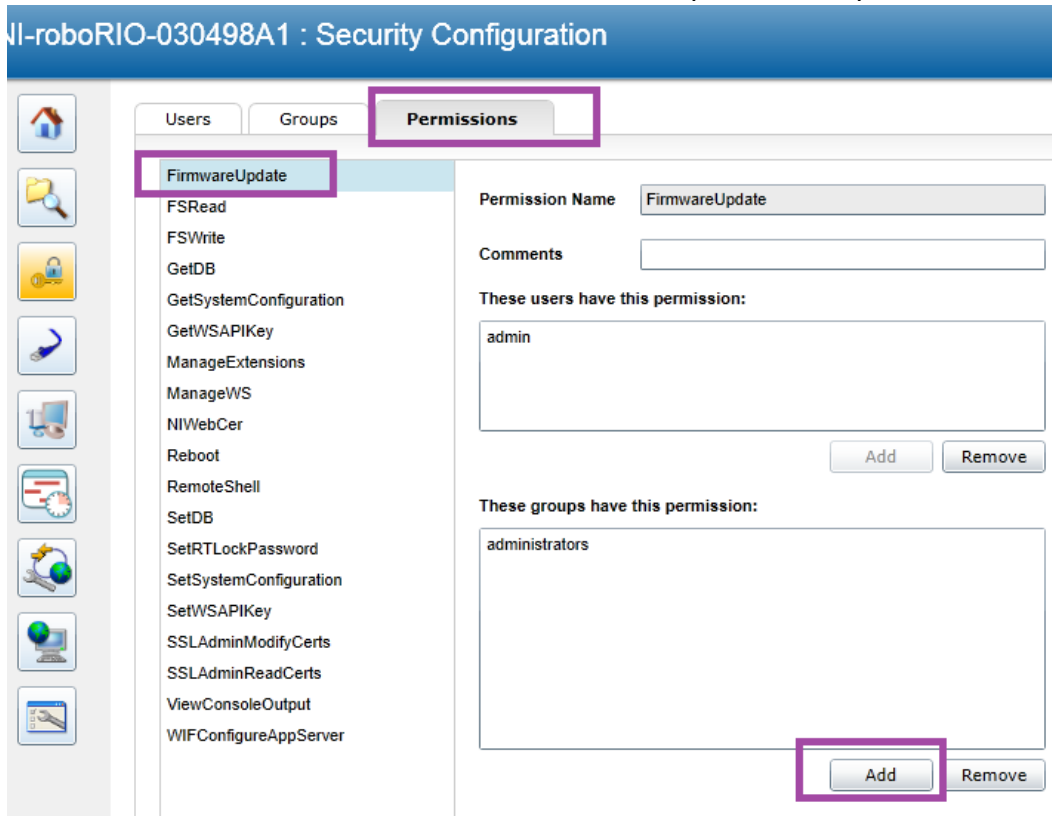 NI-roboRIO-030498A1 : Security Configuration
Users Groups Permissions
FirmwareUpdate
FSRead
FSWrite
GetDB
GetSystemConfiguration
GetWSAPIKey
ManageExtensions
ManageWS
NIWebCer
Reboot
RemoteShell
SetDB
SetRTLockPassword
SetSystemConfiguration
SetWSAPIKey
SSLAdminModifyCerts
SSLAdminReadCerts
ViewConsoleOutput
WIFConfigureAppServer
Permission Name FirmwareUpdate
Comments
These users have this permission:
admin
Add Remove
These groups have this permission:
administrators
Add Remove